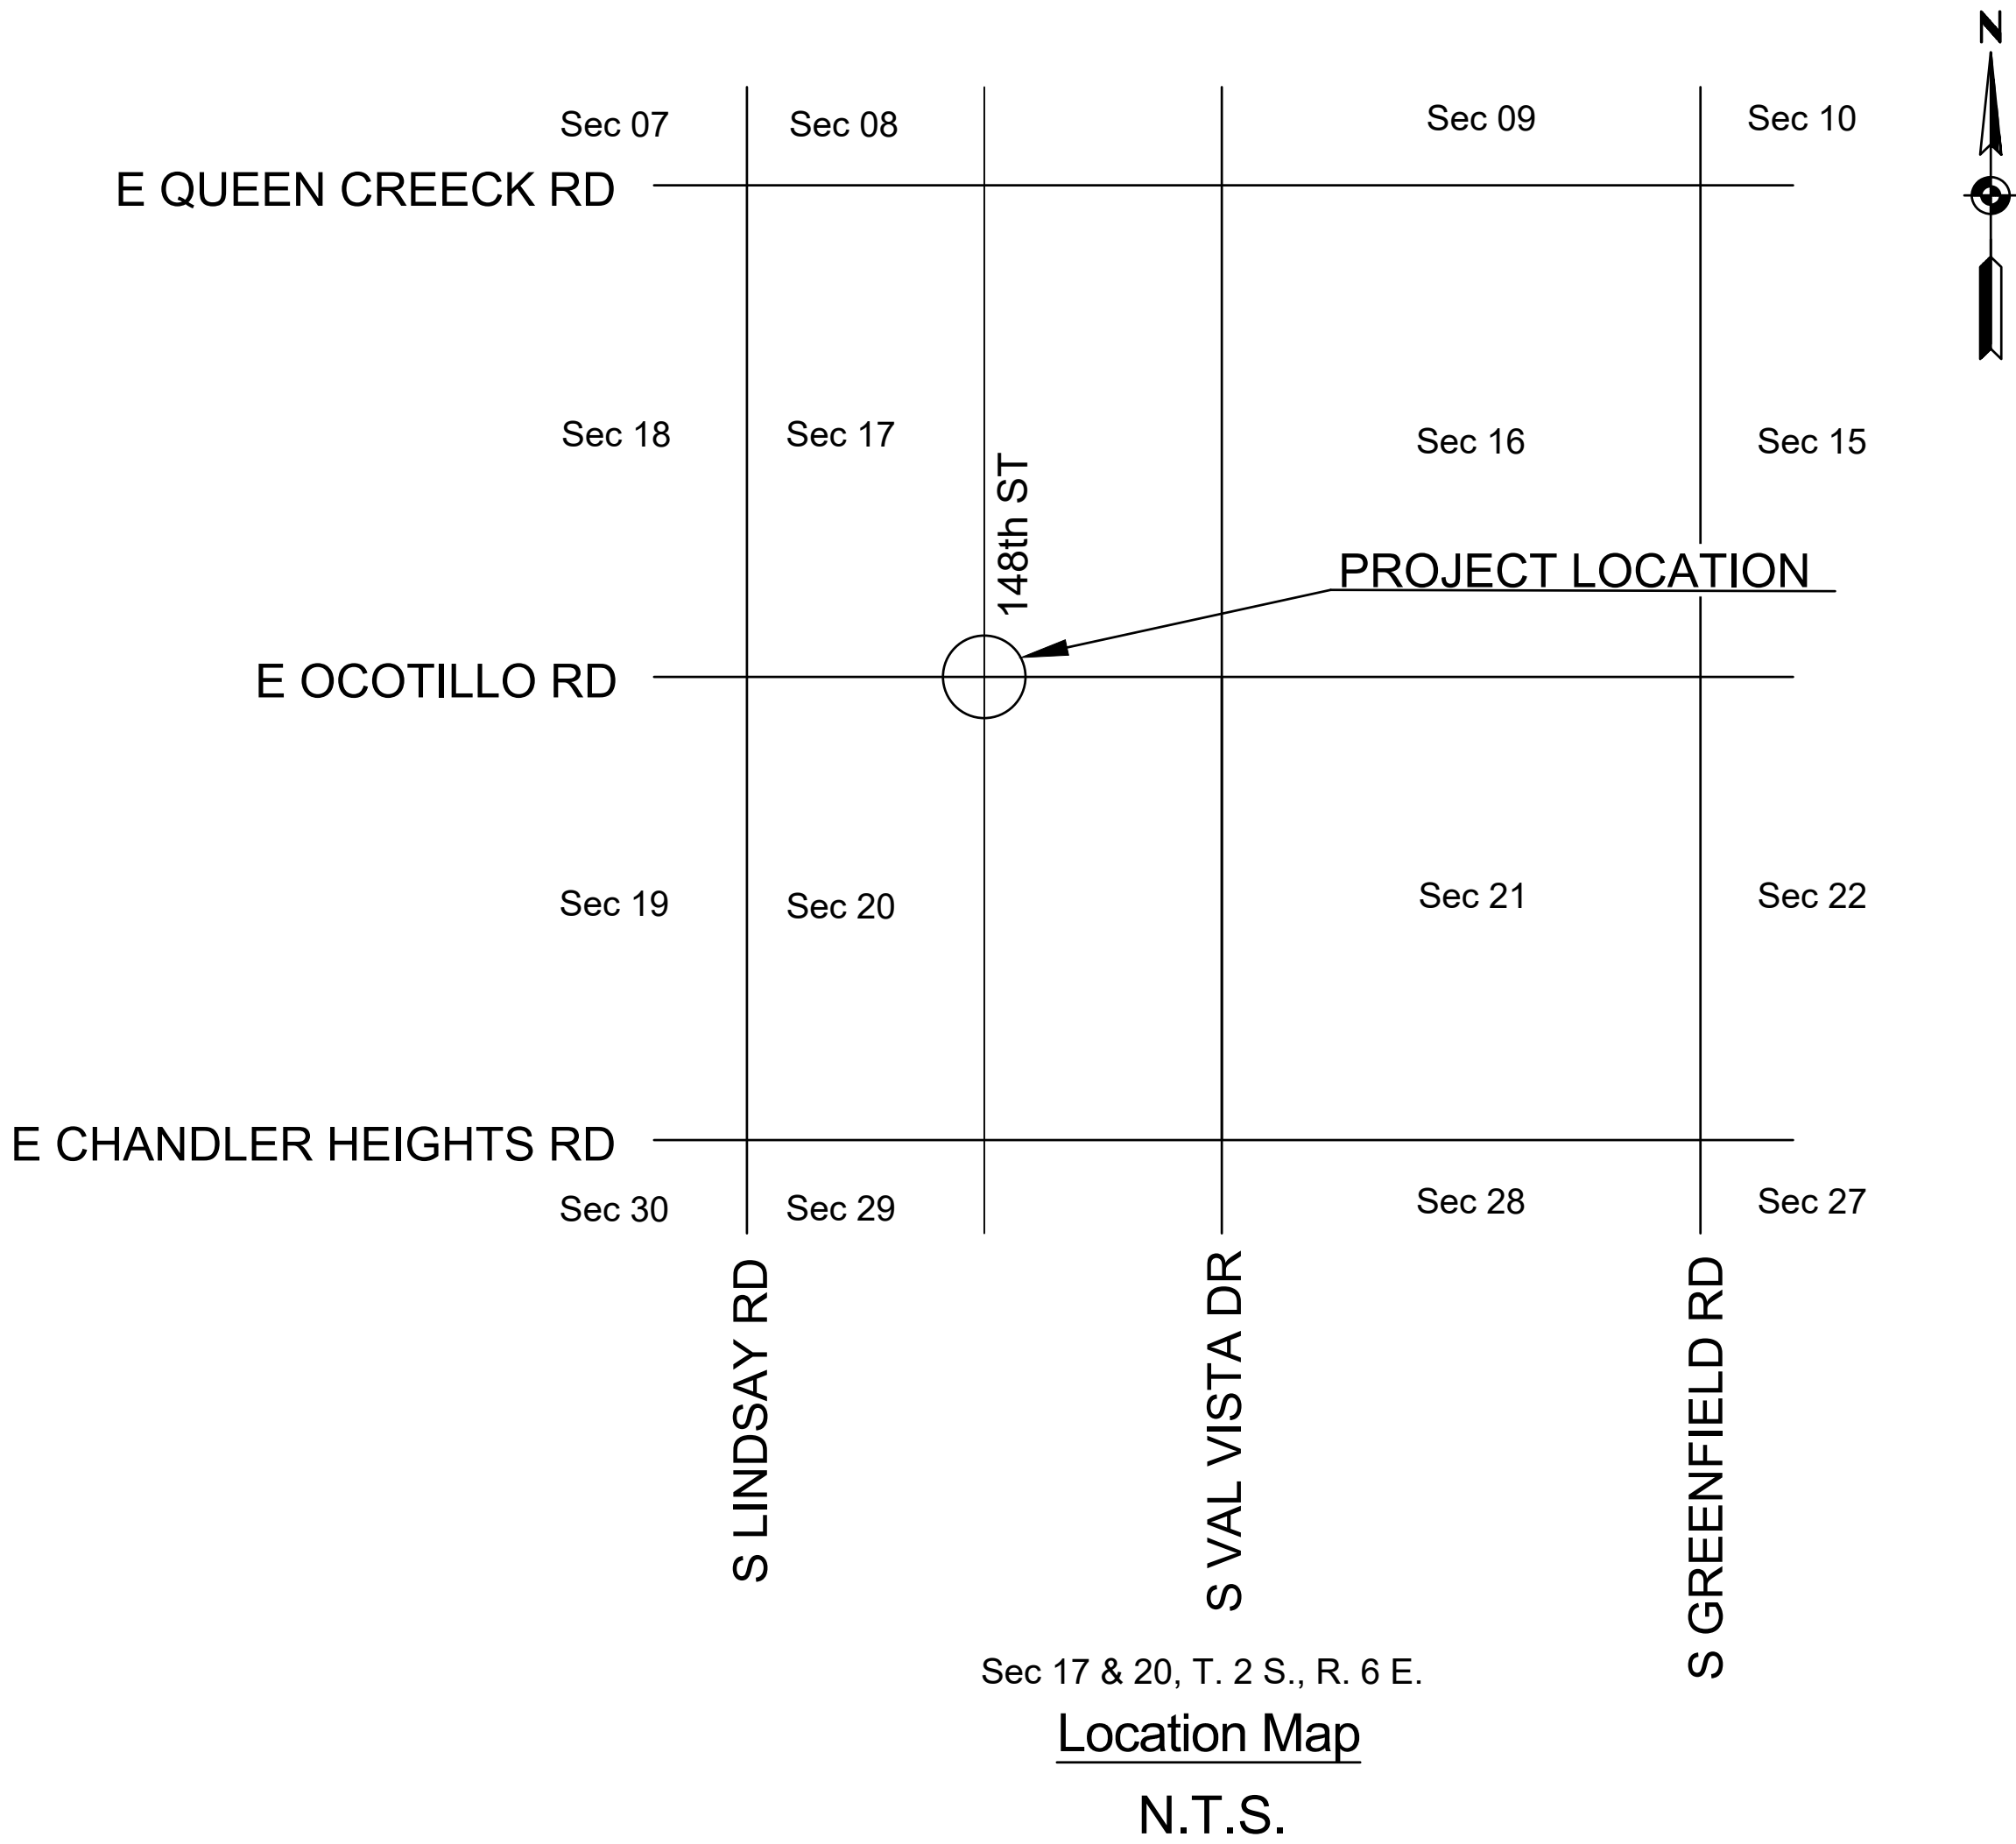 N
Sec 07
Sec 08
Sec 09
Sec 10
E QUEEN CREECK RD
Sec 18
Sec 17
Sec 16
Sec 15
148th ST
PROJECT LOCATION
E OCOTILLO RD
Sec 19
Sec 20
Sec 21
Sec 22
E CHANDLER HEIGHTS RD
Sec 30
Sec 29
Sec 28
Sec 27
S LINDSAY RD
S VAL VISTA DR
S GREENFIELD RD
Sec 17 & 20, T. 2 S., R. 6 E.
Location Map
N.T.S.